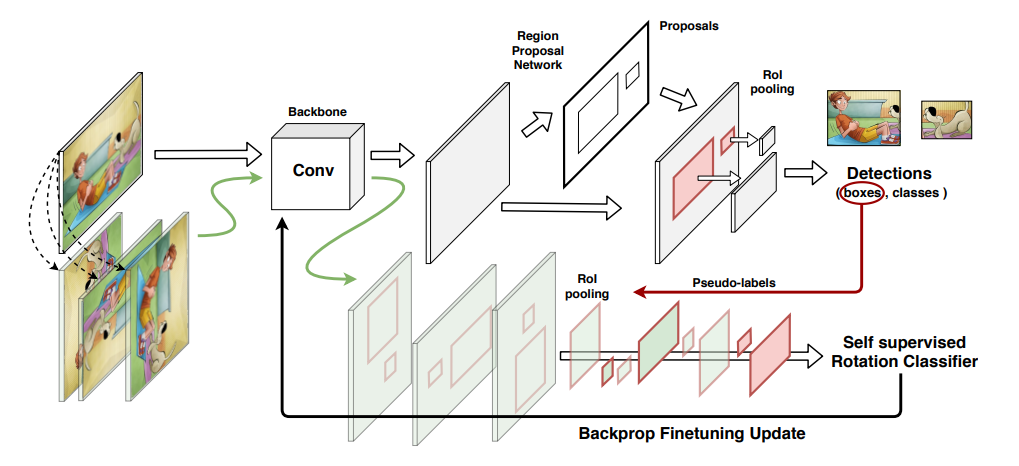 Region
Proposal
Network
Proposals
Backbone
Conv
RoI
pooling
Detections
( boxes , classes )
RoI
pooling
Pseudo-labels
Self supervised
Rotation Classifier
Backprop Finetuning Update